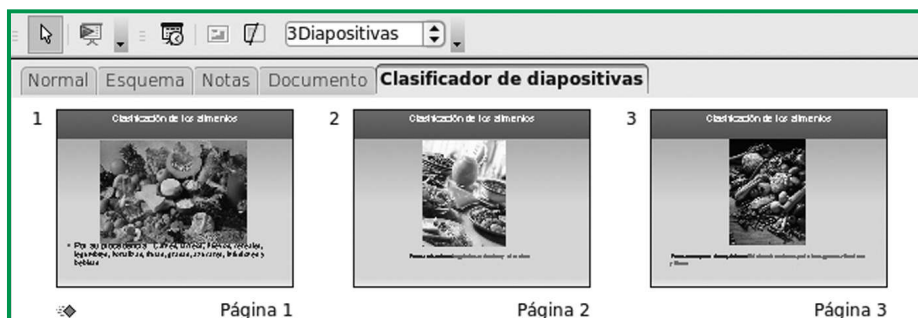 3Diapositivas
Normal Esquema Notas Documento Clasificador de diapositivas
1 2 3
Clasificación de los alimentos Clasificación de los alimentos Clasificación de los alimentos
• Por su procedencia: Carnes, huevos, cereales,
legumbres, hortalizas, frutas, grasas, azúcares, y
bebidas
Página 1 Página 2 Página 3